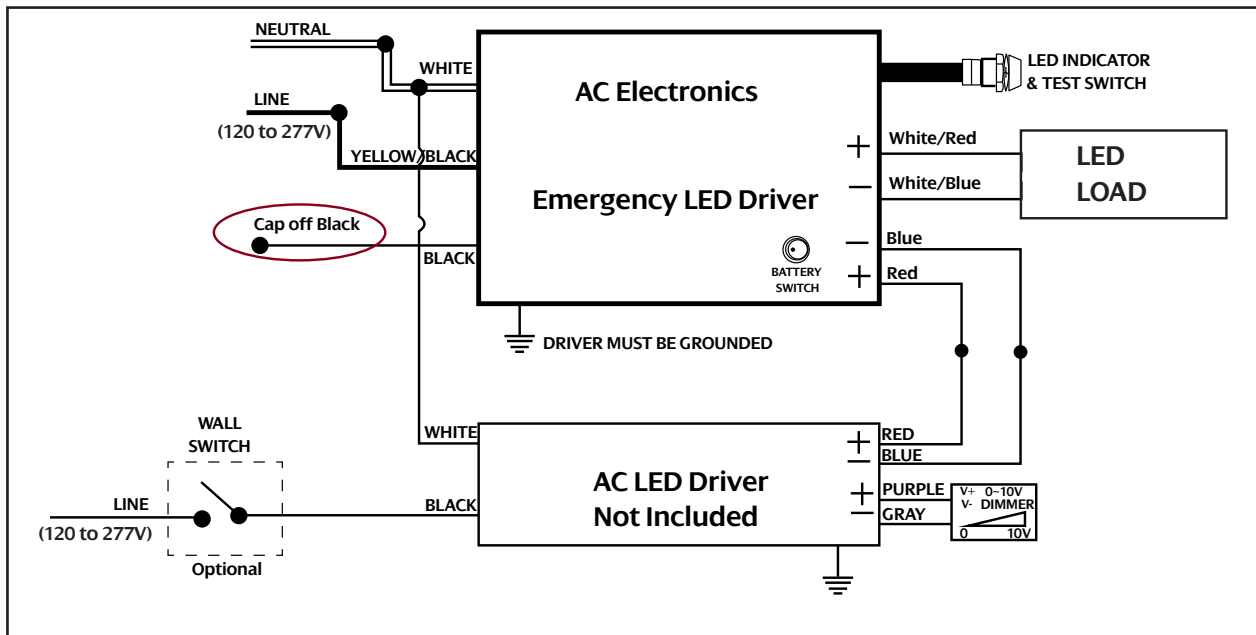 NEUTRAL
WHITE
LINE
(120 to 277V)
YELLOW/BLACK
Cap off Black
BLACK
AC Electronics
Emergency LED Driver
BATTERY
SWITCH
+
−
−
+
LED INDICATOR
& TEST SWITCH
White/Red
White/Blue
LED
LOAD
Blue
Red
DRIVER MUST BE GROUNDED
WALL
SWITCH
LINE
(120 to 277V)
Optional
WHITE
BLACK
AC LED Driver
Not Included
+
−
+
−
RED
BLUE
PURPLE
GRAY
V+ 0~10V
V- DIMMER
0 10V